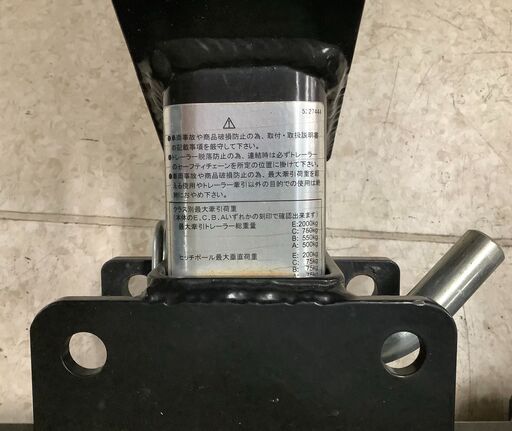 5327444
●車両事故や商品破損防止の為、取付・取扱説明書
の記載事項を厳守して下さい。
●トレーラー脱落防止の為、連結時は必ずトレーラー
のセーフティチェーンを所定の位置に掛けて下さい。
●車両事故や商品破損防止の為、最大牽引荷重を超
える使用やトレーラー牽引以外の目的での使用は絶
対におやめ下さい。
クラス別最大牽引荷重
(本体のE,C,B,Aいずれかの刻印で確認出来ます)
最大牽引トレーラー総重量 E:2000kg
C: 750kg
B: 550kg
A: 500kg
ヒッチボール最大垂直荷重 E: 200kg
C: 75kg
B: 75kg